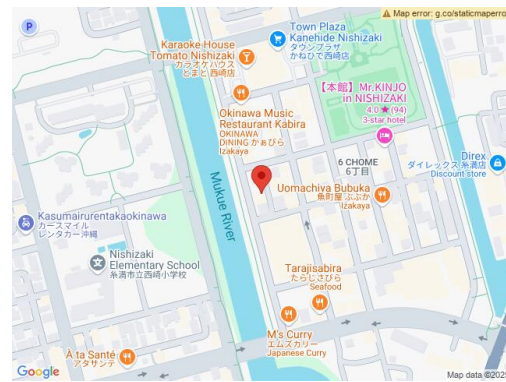 Map error: g.co/staticmaperro
P
Town Plaza
Kanehide Nishizaki
タウンプラザ
かねひで西崎店
Karaoke House
Tomato Nishizaki
カラオケハウス
とまと 西崎店
【本館】Mr.KINJO
in NISHIZAKI
4.0 ★ (94)
3-star hotel
Okinawa Music
Restaurant Kabira
OKINAWA
DINING かぁびら
Izakaya
6 CHOME
6丁目
Direx
ダイレックス 糸満店
Discount store
Uomachiya Bubuka
魚町屋 ぶぶか
Izakaya
Mukue River
Kasumairurentakaokinawa
カースマイル
レンタカー沖縄
Nishizaki
Elementary School
糸満市立西崎小学校
Tarajisabira
たらじさびら
Seafood
M's Curry
エムズカリー
Japanese Curry
À ta Santé
アタサンテ
Google
Map data ©2025